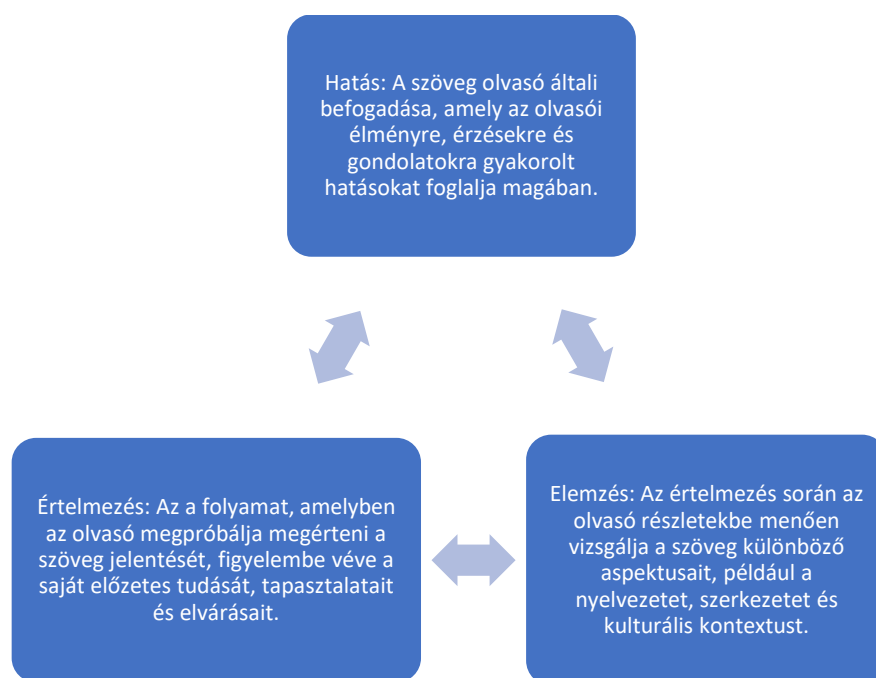 Hatás: A szöveg olvasó általi
befogadása, amely az olvasói
élményre, érzésekre és
gondolatokra gyakorolt
hatásokat foglalja magában.
Értelmezés: Az a folyamat, amelyben
az olvasó megpróbálja megérteni a
szöveg jelentését, figyelembe véve a
saját előzetes tudását, tapasztalatait
és elvárásait.
Elemzés: Az értelmezés során az
olvasó részletekbe menően
vizsgálja a szöveg különböző
aspektusait, például a
nyelvezetet, szerkezetet és
kulturális kontextust.